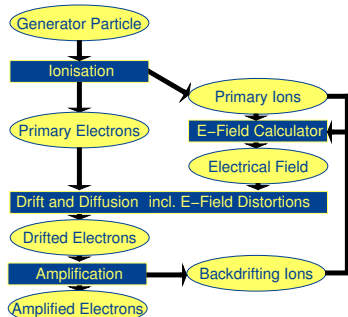 Generator Particle
Ionisation
Primary Ions
Primary Electrons
E−Field Calculator
Electrical Field
Drift and Diffusion incl. E−Field Distortions
Drifted Electrons
Amplification
Backdrifting Ions
Amplified Electrons